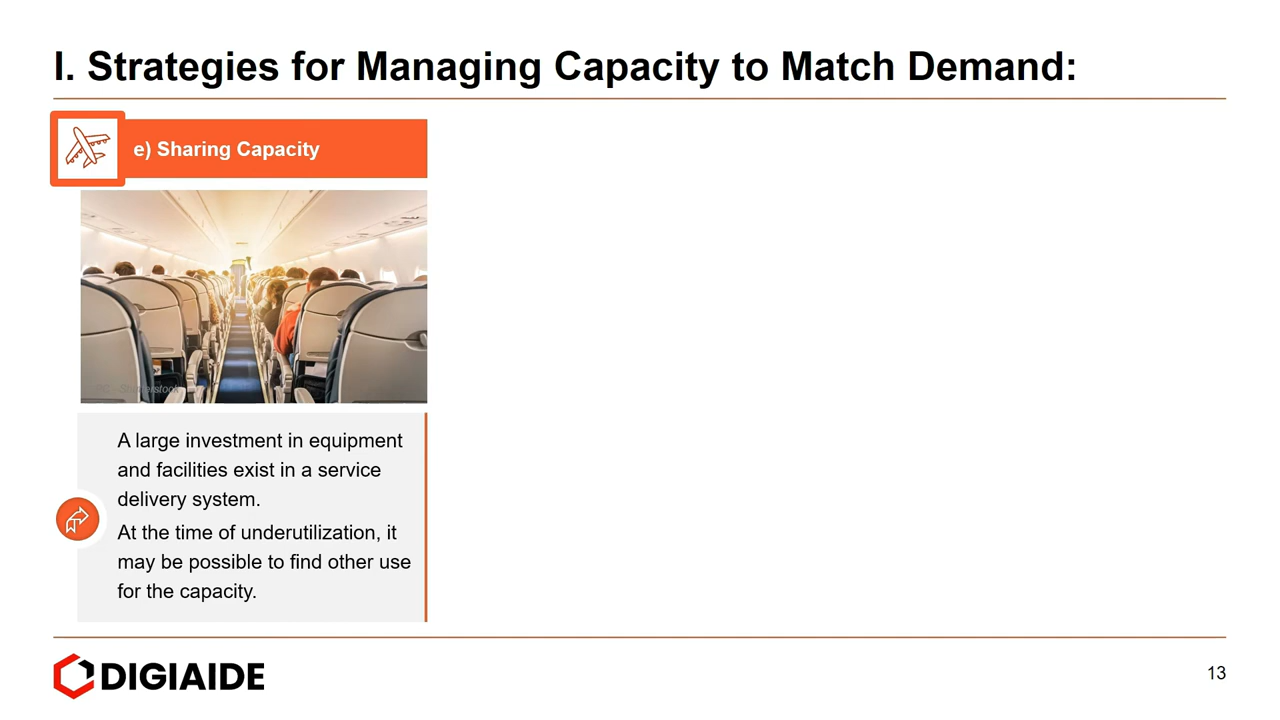 I. Strategies for Managing Capacity to Match Demand:
e) Sharing Capacity
A large investment in equipment
and facilities exist in a service
delivery system.
At the time of underutilization, it
may be possible to find other use
for the capacity.
DIGIAIDE
13